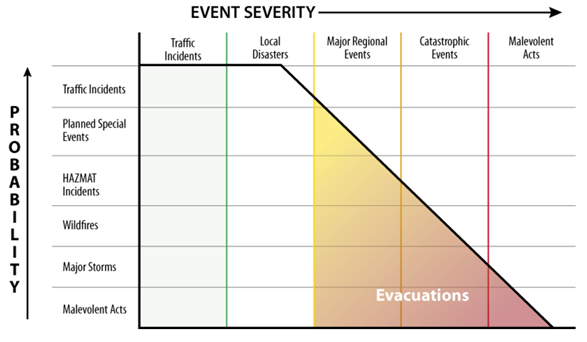 EVENT SEVERITY
Traffic
Incidents
Local
Disasters
Major Regional
Events
Catastrophic
Events
Malevolent
Acts
PROBABILITY
Traffic Incidents
Planned Special
Events
HAZMAT
Incidents
Wildfires
Major Storms
Malevolent Acts
Evacuations